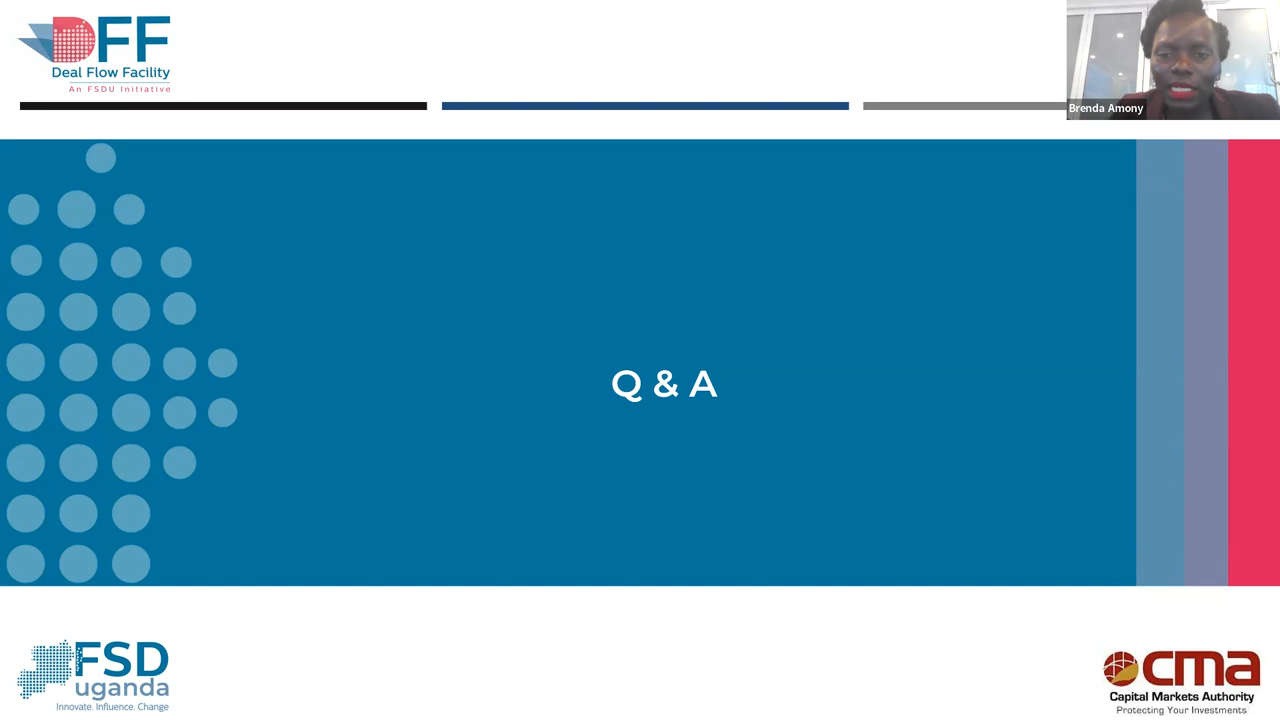 DFF
Deal Flow Facility
An FSDU Initiative
Brenda Amony
Q & A
FSD
uganda
Innovate. Influence. Change
cma
Capital Markets Authority
Protecting Your Investments